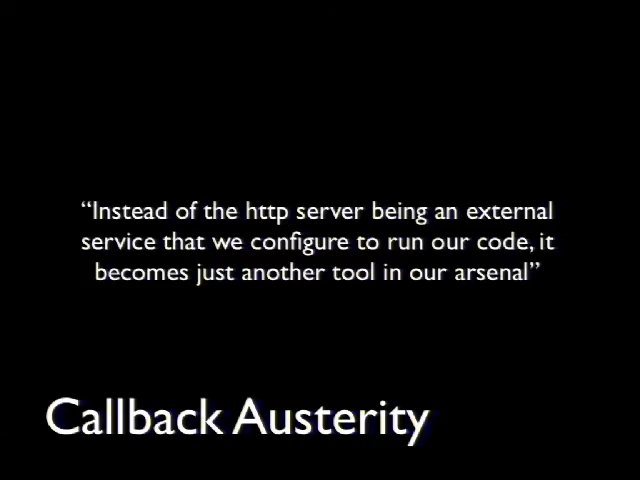 “Instead of the http server being an external
service that we configure to run our code, it
becomes just another tool in our arsenal”
Callback Austerity